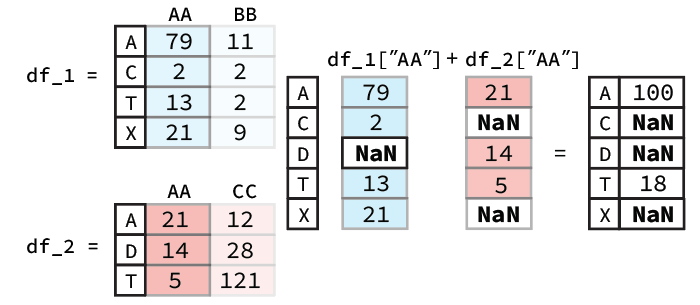 AA BB
df_1 =
A 79 11
C 2 2
T 13 2
X 21 9
AA CC
df_2 =
A 21 12
D 14 28
T 5 121
df_1["AA"] + df_2["AA"]
A 79 21 A 100
C 2 NaN C NaN
D NaN 14 = D NaN
T 13 5 T 18
X 21 NaN X NaN